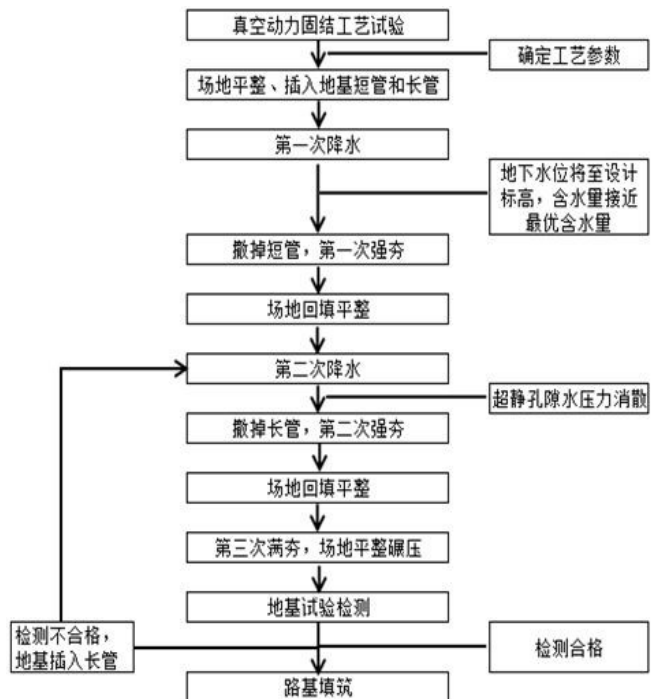 真空动力固结工艺试验
确定工艺参数
场地平整、插入地基短管和长管
第一次降水
地下水位将至设计
标高，含水量接近
最优含水量
撤掉短管，第一次强夯
场地回填平整
第二次降水
超静孔隙水压力消散
撤掉长管，第二次强夯
场地回填平整
第三次满夯，场地平整碾压
地基试验检测
检测不合格，
地基插入长管
检测合格
路基填筑